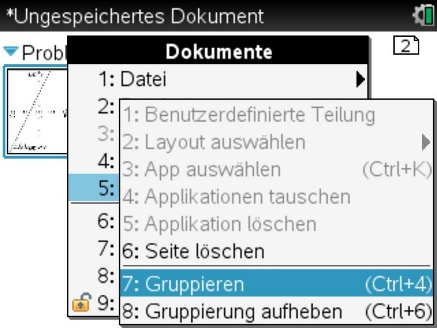 *Ungespeichertes Dokument
Probl
2
Dokumente
1: Datei
2:
1: Benutzerdefinierte Teilung
3:
2: Layout auswählen
4:
3: App auswählen (Ctrl+K)
5:
4: Applikationen tauschen
6:
5: Applikation löschen
7:
6: Seite löschen
8:
7: Gruppieren (Ctrl+4)
9:
8: Gruppierung aufheben (Ctrl+6)